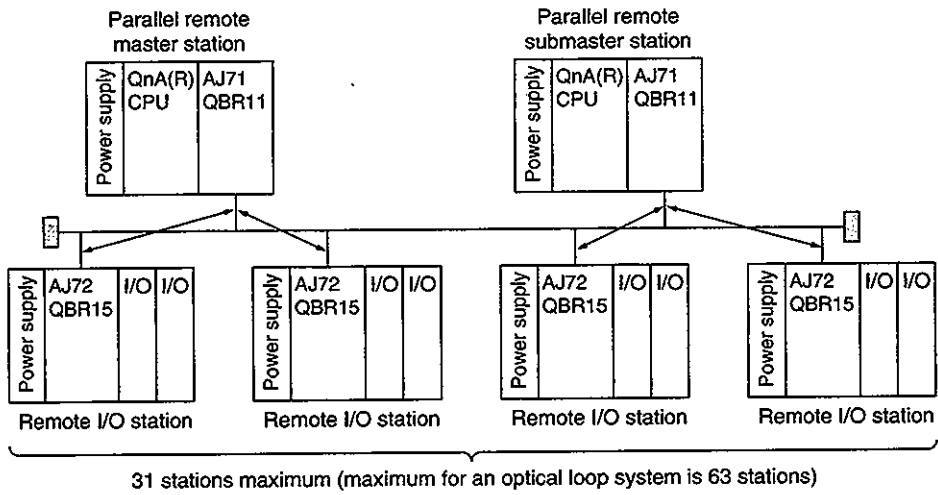 Parallel remote
master station
Parallel remote
submaster station
Power supply
QnA(R)
CPU
AJ71
QBR11
Power supply
QnA(R)
CPU
AJ71
QBR11
Power supply
AJ72
QBR15
I/O
I/O
Power supply
AJ72
QBR15
I/O
I/O
Power supply
AJ72
QBR15
I/O
I/O
Power supply
AJ72
QBR15
I/O
I/O
Remote I/O station
Remote I/O station
Remote I/O station
Remote I/O station
31 stations maximum (maximum for an optical loop system is 63 stations)